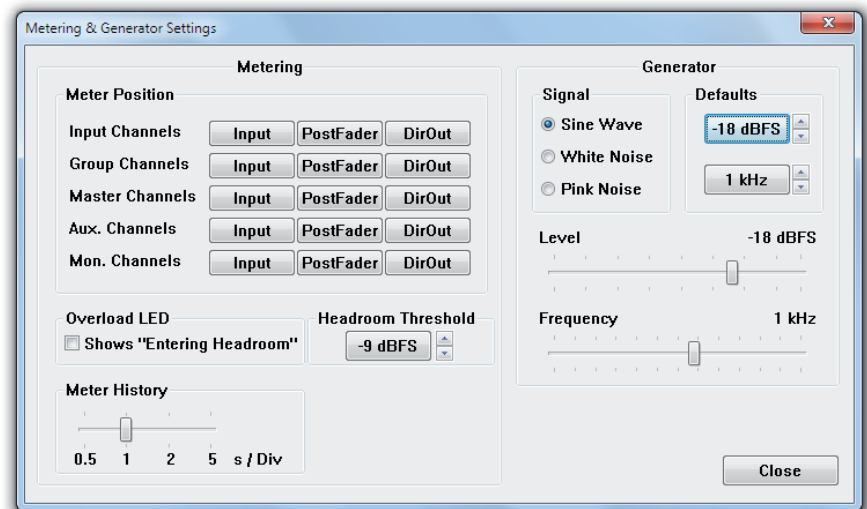 Metering & Generator Settings
Metering
Meter Position
Input Channels Input PostFader DirOut
Group Channels Input PostFader DirOut
Master Channels Input PostFader DirOut
Aux. Channels Input PostFader DirOut
Mon. Channels Input PostFader DirOut
Overload LED
Shows "Entering Headroom"
Headroom Threshold
-9 dBFS
Meter History
0.5 1 2 5 s / Div
Generator
Signal
Sine Wave
White Noise
Pink Noise
Defaults
-18 dBFS
1 kHz
Level -18 dBFS
Frequency 1 kHz
Close